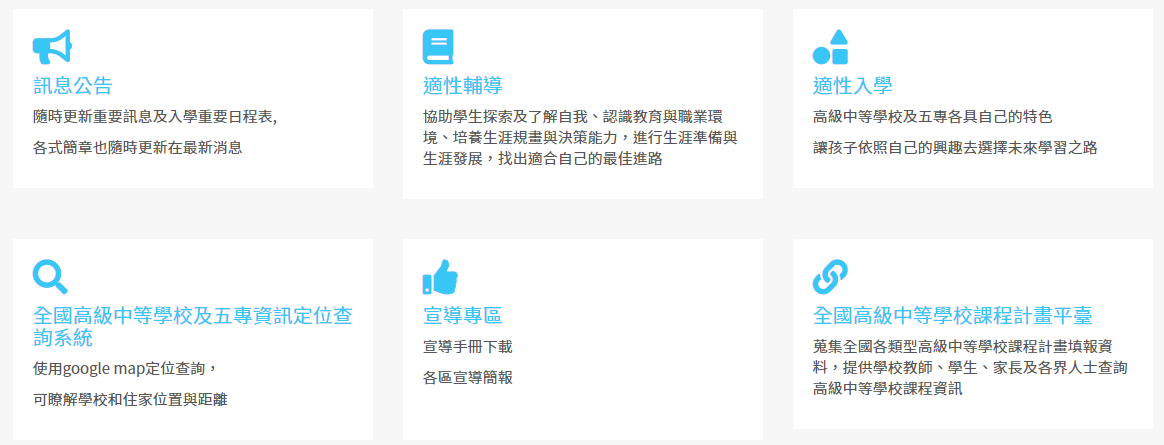 訊息公告
隨時更新重要訊息及入學重要日程表,
各式簡章也隨時更新在最新消息
適性輔導
協助學生探索及了解自我、認識教育與職業環
境、培養生涯規畫與決策能力，進行生涯準備與
生涯發展，找出適合自己的最佳進路
適性入學
高級中等學校及五專各具自己的特色
讓孩子依照自己的興趣去選擇未來學習之路
全國高級中等學校及五專資訊定位查
詢系統
使用google map定位查詢，
可瞭解學校和住家位置與距離
宣導專區
宣導手冊下載
各區宣導簡報
全國高級中等學校課程計畫平臺
蒐集全國各類型高級中等學校課程計畫填報資
料，提供學校教師、學生、家長及各界人士查詢
高級中等學校課程資訊